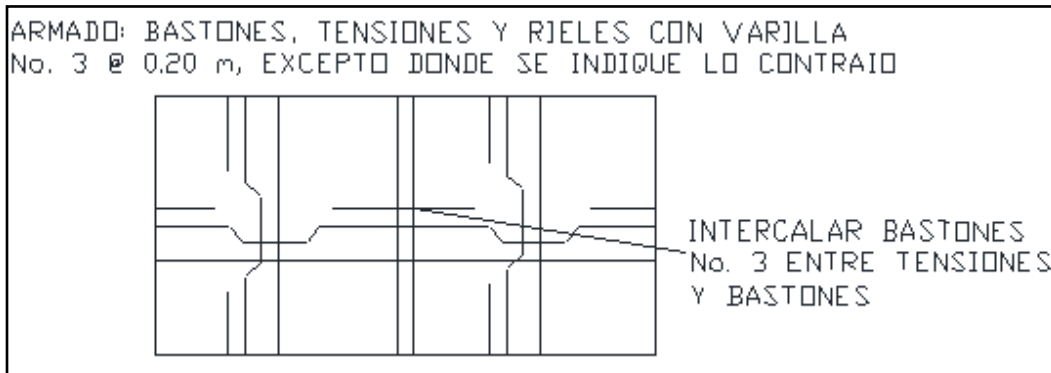 ARMADO: BASTONES, TENSIONES Y RIELES CON VARILLA
No. 3 @ 0.20 m, EXCEPTO DONDE SE INDIQUE LO CONTRAIO
INTERCALAR BASTONES
No. 3 ENTRE TENSIONES
Y BASTONES